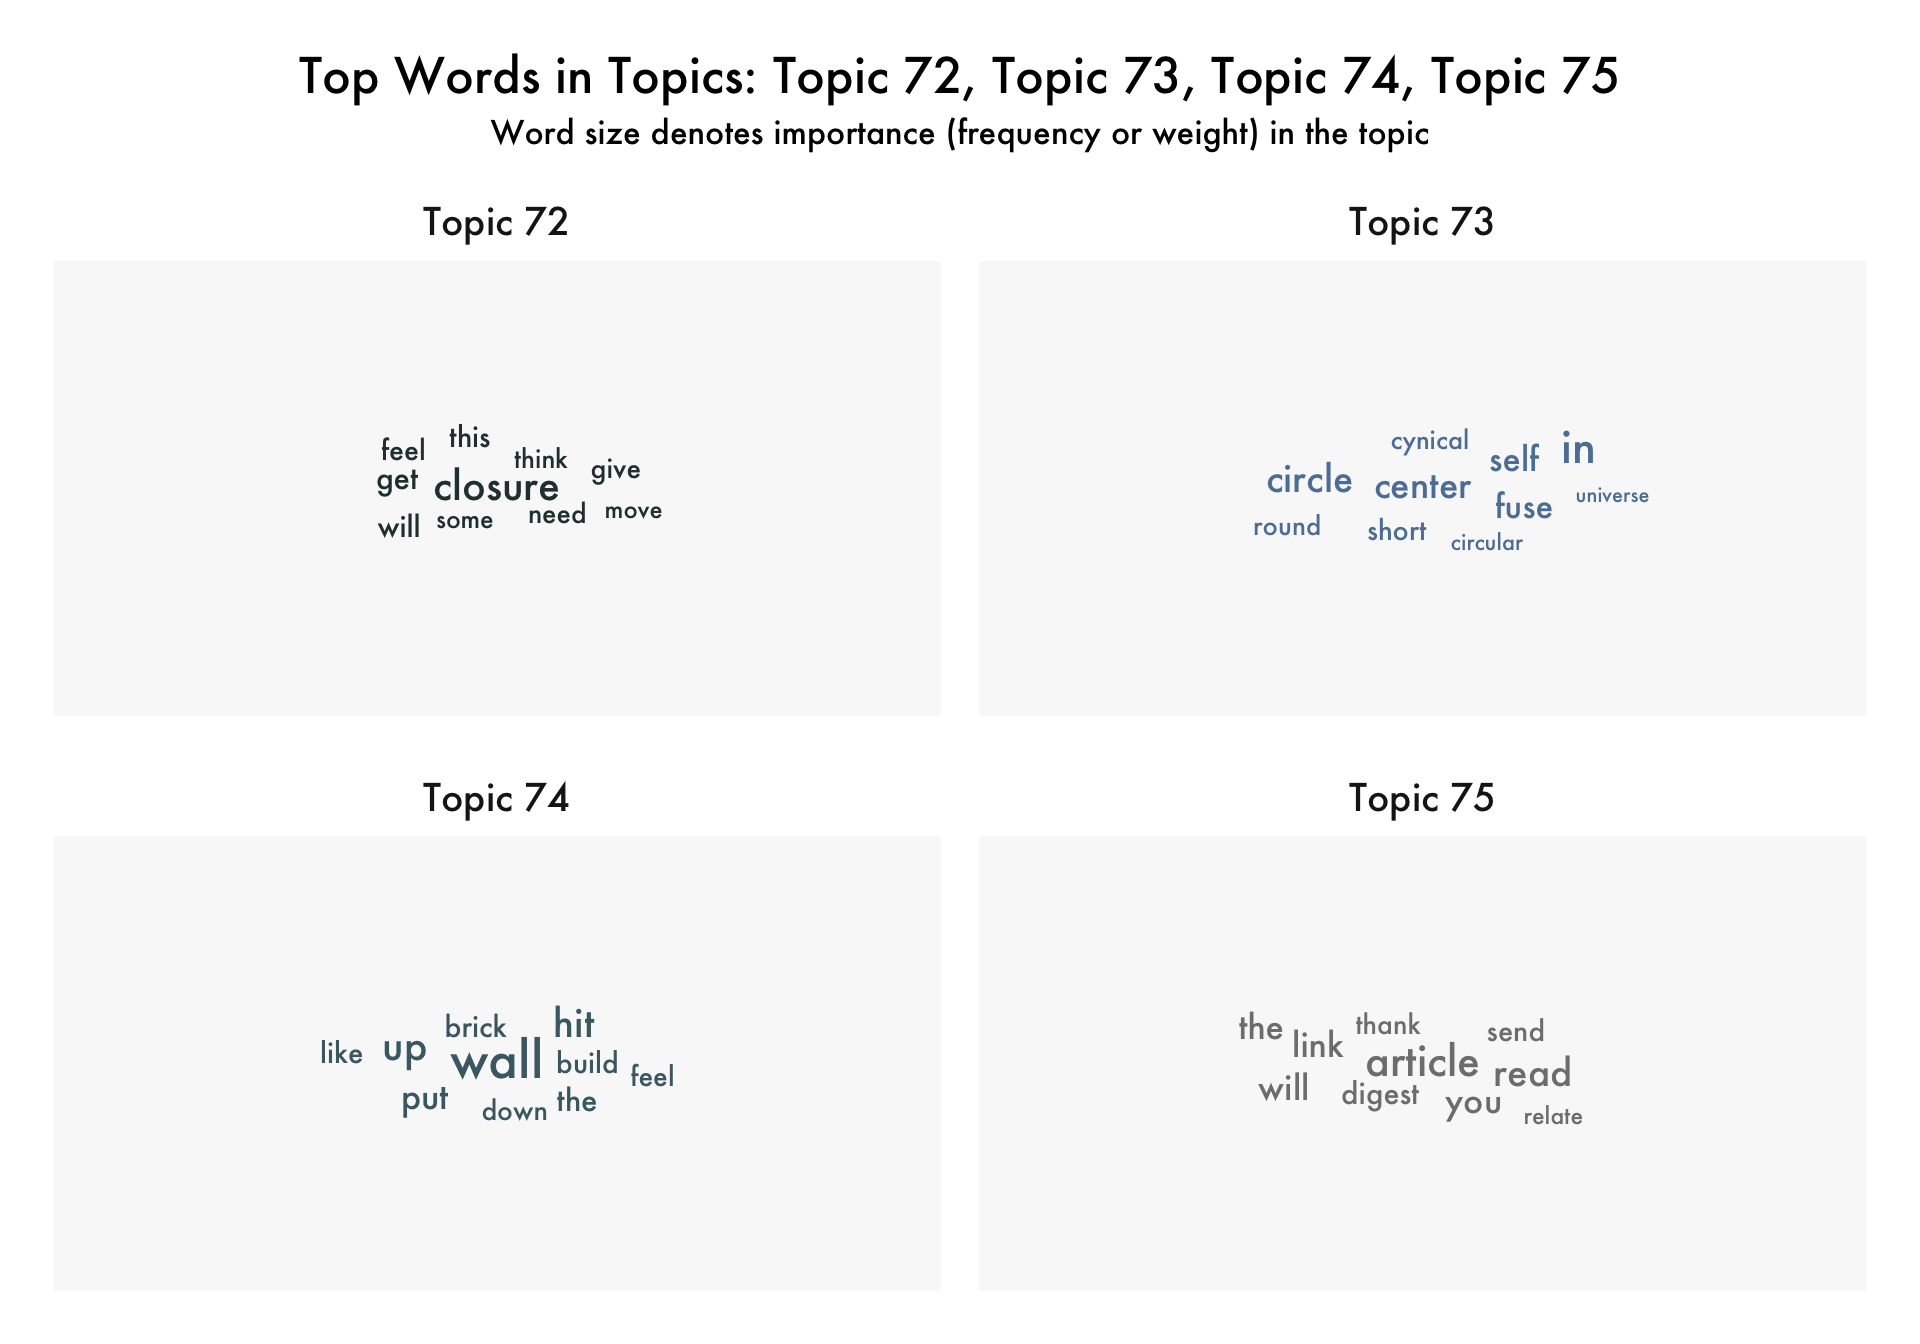 Top Words in Topics: Topic 72, Topic 73, Topic 74, Topic 75
Word size denotes importance (frequency or weight) in the topic
Topic 72
this
feel
think
give
get
closure
move
some
need
will
Topic 73
cynical
self
in
circle
center
fuse
universe
round
short
circular
Topic 74
brick
hit
like
up
wall
build
feel
put
down
the
Topic 75
the
link
thank
send
article
read
will
digest
you
relate